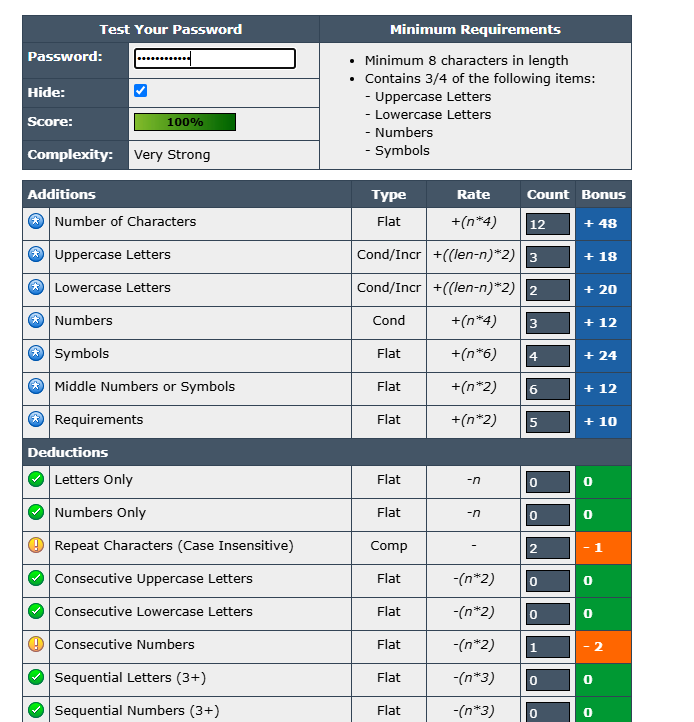 Test Your Password
Minimum Requirements
Password: ••••••••••••
Hide:
Score: 100%
Complexity: Very Strong
• Minimum 8 characters in length
• Contains 3/4 of the following items:
- Uppercase Letters
- Lowercase Letters
- Numbers
- Symbols
Additions Type Rate Count Bonus
Number of Characters Flat +(n*4) 12 + 48
Uppercase Letters Cond/Incr +((len-n)*2) 3 + 18
Lowercase Letters Cond/Incr +((len-n)*2) 2 + 20
Numbers Cond +(n*4) 3 + 12
Symbols Flat +(n*6) 4 + 24
Middle Numbers or Symbols Flat +(n*2) 6 + 12
Requirements Flat +(n*2) 5 + 10
Deductions
Letters Only Flat -n 0 0
Numbers Only Flat -n 0 0
Repeat Characters (Case Insensitive) Comp - 2 - 1
Consecutive Uppercase Letters Flat -(n*2) 0 0
Consecutive Lowercase Letters Flat -(n*2) 0 0
Consecutive Numbers Flat -(n*2) 1 - 2
Sequential Letters (3+) Flat -(n*3) 0 0
Sequential Numbers (3+) Flat -(n*3) 0 0